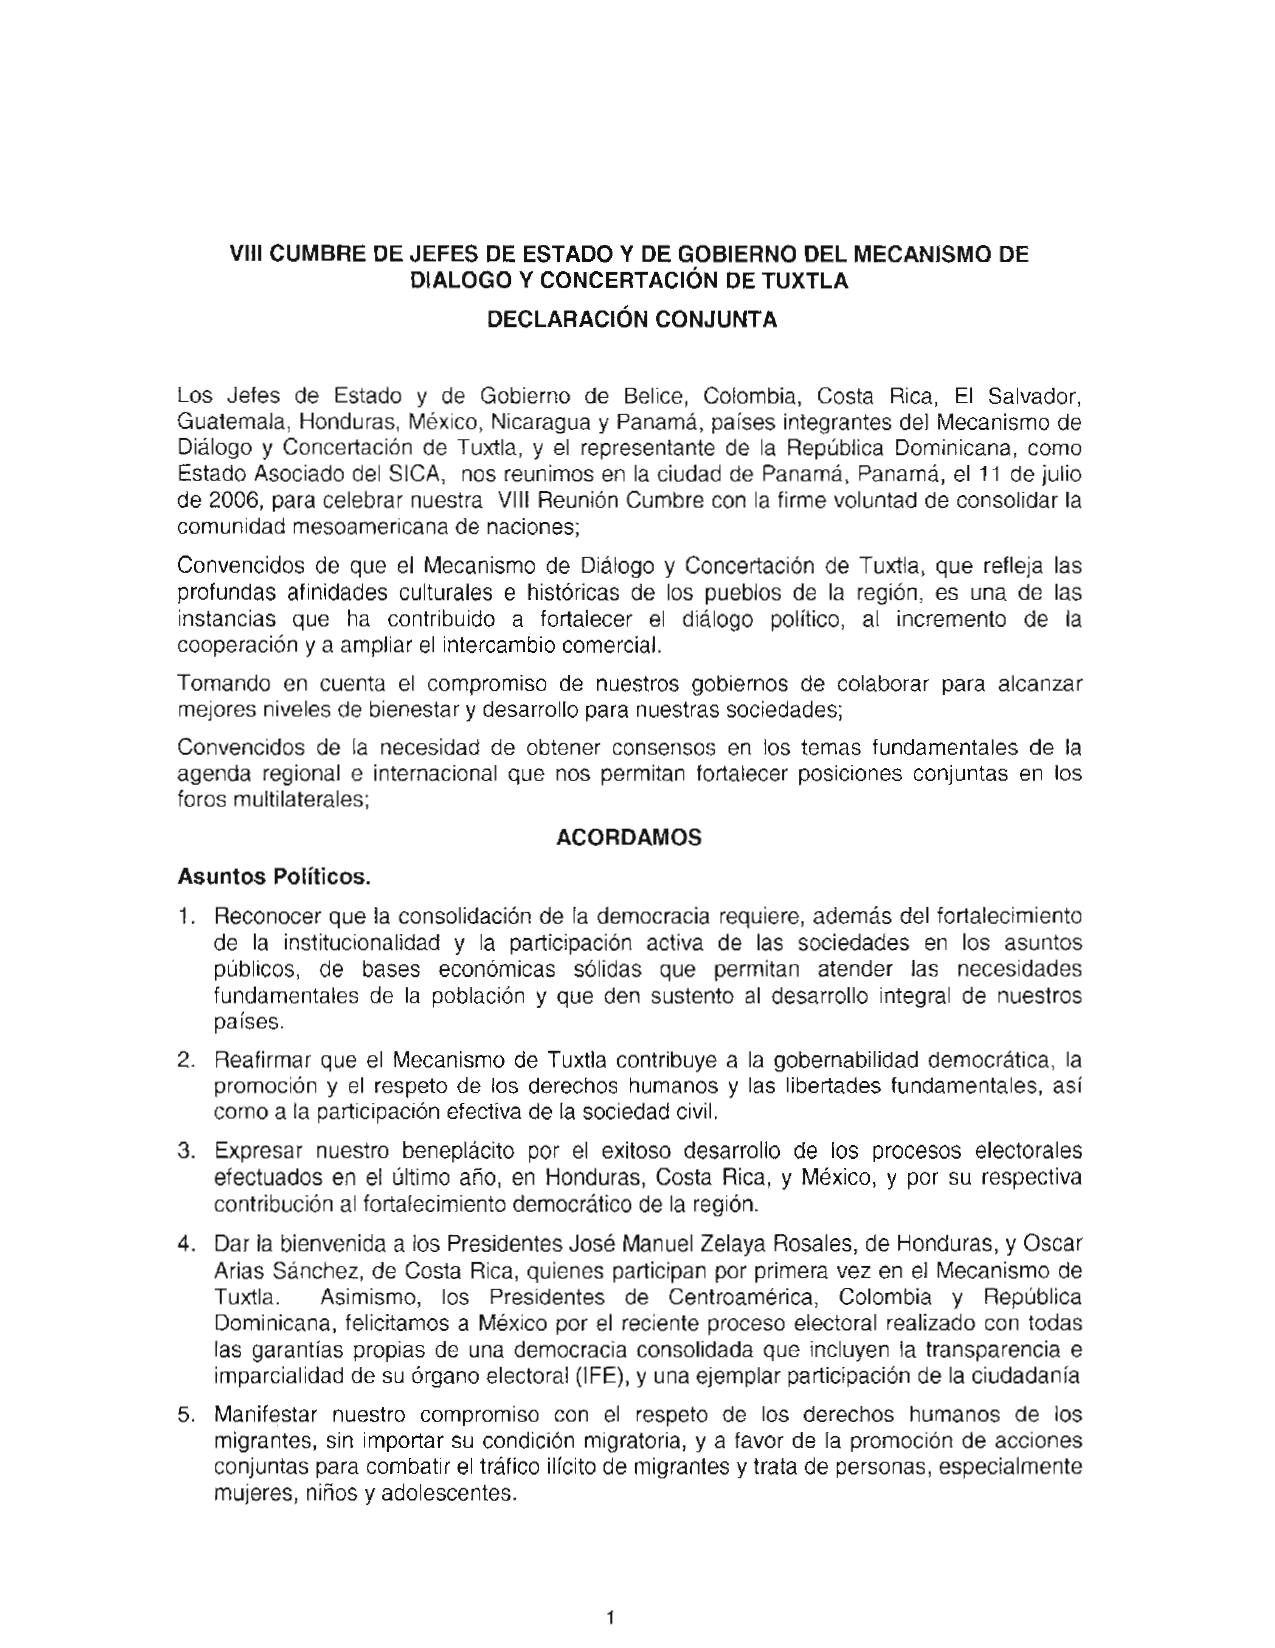 VIII CUMBRE DE JEFES DE ESTADO Y DE GOBIERNO DEL MECANISMO DE
DIALOGO Y CONCERTACIÓN DE TUXTLA
DECLARACIÓN CONJUNTA
Los Jefes de Estado y de Gobierno de Belice, Colombia, Costa Rica, El Salvador,
Guatemala, Honduras, México, Nicaragua y Panamá, países integrantes del Mecanismo de
Diálogo y Concertación de Tuxtla, y el representante de la República Dominicana, como
Estado Asociado del SICA, nos reunimos en la ciudad de Panamá, Panamá, el 11 de julio
de 2006, para celebrar nuestra VIII Reunión Cumbre con la firme voluntad de consolidar la
comunidad mesoamericana de naciones;
Convencidos de que el Mecanismo de Diálogo y Concertación de Tuxtla, que refleja las
profundas afinidades culturales e históricas de los pueblos de la región, es una de las
instancias que ha contribuido a fortalecer el diálogo político, al incremento de la
cooperación y a ampliar el intercambio comercial.
Tomando en cuenta el compromiso de nuestros gobiernos de colaborar para alcanzar
mejores niveles de bienestar y desarrollo para nuestras sociedades;
Convencidos de la necesidad de obtener consensos en los temas fundamentales de la
agenda regional e internacional que nos permitan fortalecer posiciones conjuntas en los
foros multilaterales;
ACORDAMOS
Asuntos Políticos.
1. Reconocer que la consolidación de la democracia requiere, además del fortalecimiento
de la institucionalidad y la participación activa de las sociedades en los asuntos
públicos, de bases económicas sólidas que permitan atender las necesidades
fundamentales de la población y que den sustento al desarrollo integral de nuestros
países.
2. Reafirmar que el Mecanismo de Tuxtla contribuye a la gobernabilidad democrática, la
promoción y el respeto de los derechos humanos y las libertades fundamentales, así
como a la participación efectiva de la sociedad civil.
3. Expresar nuestro beneplácito por el exitoso desarrollo de los procesos electorales
efectuados en el último año, en Honduras, Costa Rica, y México, y por su respectiva
contribución al fortalecimiento democrático de la región.
4. Dar la bienvenida a los Presidentes José Manuel Zelaya Rosales, de Honduras, y Oscar
Arias Sánchez, de Costa Rica, quienes participan por primera vez en el Mecanismo de
Tuxtla. Asimismo, los Presidentes de Centroamérica, Colombia y República
Dominicana, felicitamos a México por el reciente proceso electoral realizado con todas
las garantías propias de una democracia consolidada que incluyen la transparencia e
imparcialidad de su órgano electoral (IFE), y una ejemplar participación de la ciudadanía
5. Manifestar nuestro compromiso con el respeto de los derechos humanos de los
migrantes, sin importar su condición migratoria, y a favor de la promoción de acciones
conjuntas para combatir el tráfico ilícito de migrantes y trata de personas, especialmente
mujeres, niños y adolescentes.
1